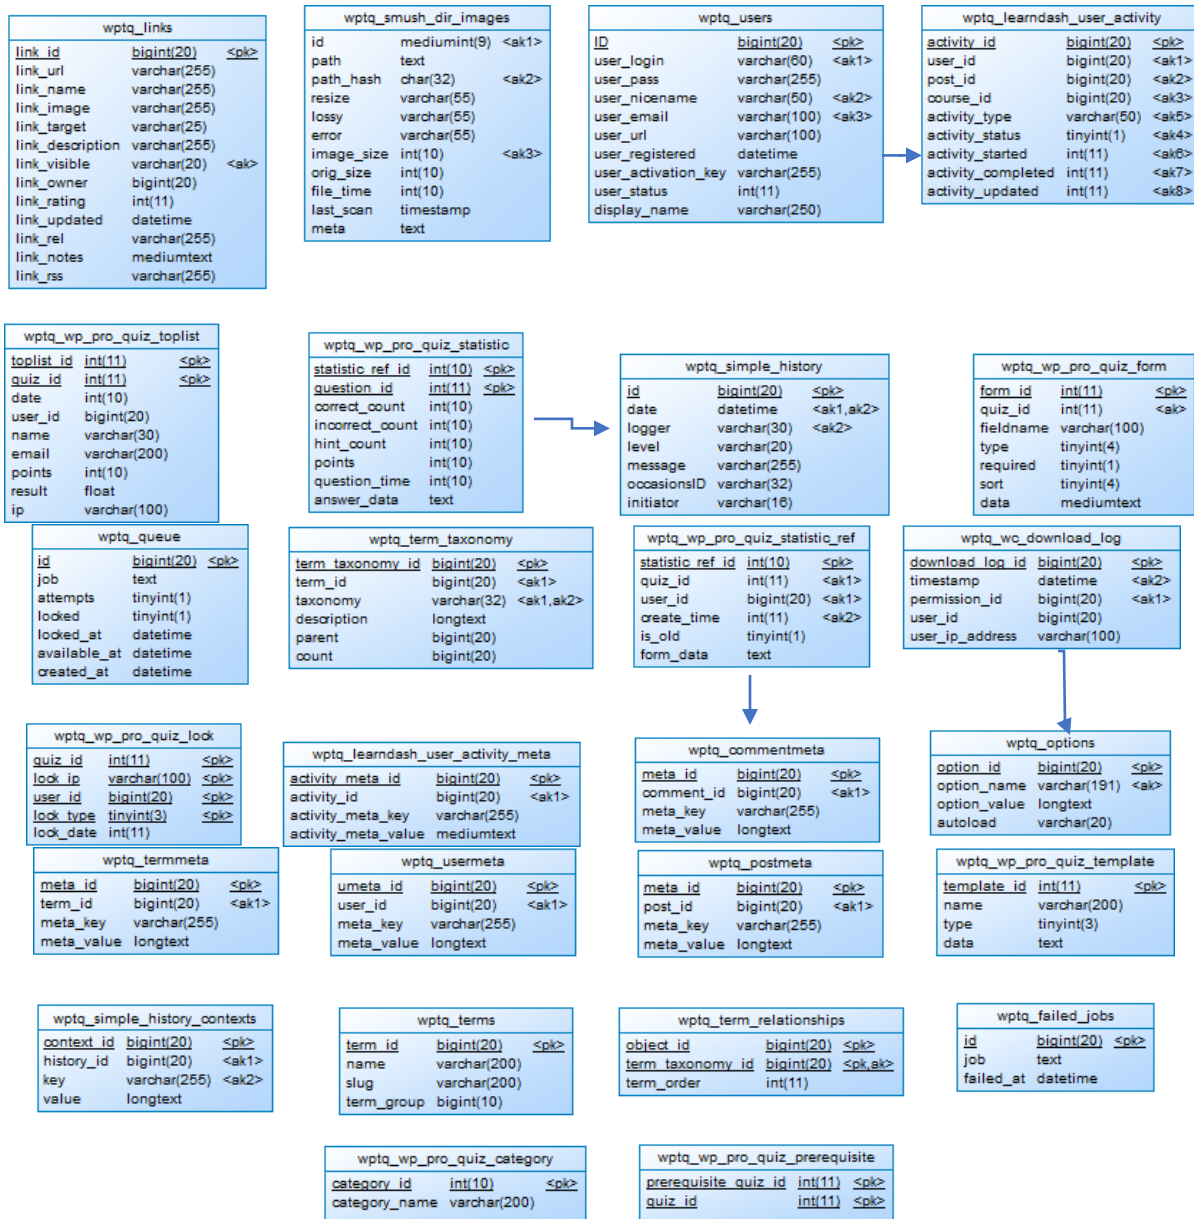 wptq_links
link_id bigint(20) <pk>
link_url varchar(255)
link_name varchar(255)
link_image varchar(255)
link_target varchar(25)
link_description varchar(255)
link_visible varchar(20) <ak>
link_owner bigint(20)
link_rating int(11)
link_updated datetime
link_rel varchar(255)
link_notes mediumtext
link_rss varchar(255)
wptq_smush_dir_images
id mediumint(9) <ak1>
path text
path_hash char(32) <ak2>
resize varchar(55)
lossy varchar(55)
error varchar(55)
image_size int(10) <ak3>
orig_size int(10)
file_time int(10)
last_scan timestamp
meta text
wptq_users
ID bigint(20) <pk>
user_login varchar(60) <ak1>
user_pass varchar(255)
user_nicename varchar(50) <ak2>
user_email varchar(100) <ak3>
user_url varchar(100)
user_registered datetime
user_activation_key varchar(255)
user_status int(11)
display_name varchar(250)
wptq_learndash_user_activity
activity_id bigint(20) <pk>
user_id bigint(20) <ak1>
post_id bigint(20) <ak2>
course_id bigint(20) <ak3>
activity_type varchar(50) <ak5>
activity_status tinyint(1) <ak4>
activity_started int(11) <ak6>
activity_completed int(11) <ak7>
activity_updated int(11) <ak8>
wptq_wp_pro_quiz_toplist
toplist_id int(11) <pk>
quiz_id int(11) <pk>
date int(10)
user_id bigint(20)
name varchar(30)
email varchar(200)
points int(10)
result float
ip varchar(100)
wptq_wp_pro_quiz_statistic
statistic_ref_id int(10) <pk>
question_id int(11) <pk>
correct_count int(10)
incorrect_count int(10)
hint_count int(10)
points int(10)
question_time int(10)
answer_data text
wptq_simple_history
id bigint(20) <pk>
date datetime <ak1,ak2>
logger varchar(30) <ak2>
level varchar(20)
message varchar(255)
occasionsID varchar(32)
initiator varchar(16)
wptq_wp_pro_quiz_form
form_id int(11) <pk>
quiz_id int(11) <ak>
fieldname varchar(100)
type tinyint(4)
required tinyint(1)
sort tinyint(4)
data mediumtext
wptq_queue
id bigint(20) <pk>
job text
attempts tinyint(1)
locked tinyint(1)
locked_at datetime
available_at datetime
created_at datetime
wptq_term_taxonomy
term_taxonomy_id bigint(20) <pk>
term_id bigint(20) <ak1>
taxonomy varchar(32) <ak1,ak2>
description longtext
parent bigint(20)
count bigint(20)
wptq_wp_pro_quiz_statistic_ref
statistic_ref_id int(10) <pk>
quiz_id int(11) <ak1>
user_id bigint(20) <ak1>
create_time int(11) <ak2>
is_old tinyint(1)
form_data text
wptq_wc_download_log
download_log_id bigint(20) <pk>
timestamp datetime <ak2>
permission_id bigint(20) <ak1>
user_id bigint(20)
user_ip_address varchar(100)
wptq_wp_pro_quiz_lock
quiz_id int(11) <pk>
lock_ip varchar(100) <pk>
user_id bigint(20) <pk>
lock_type tinyint(3) <pk>
lock_date int(11)
wptq_learndash_user_activity_meta
activity_meta_id bigint(20) <pk>
activity_id bigint(20) <ak1>
activity_meta_key varchar(255)
activity_meta_value mediumtext
wptq_commentmeta
meta_id bigint(20) <pk>
comment_id bigint(20) <ak1>
meta_key varchar(255)
meta_value longtext
wptq_options
option_id bigint(20) <pk>
option_name varchar(191) <ak>
option_value longtext
autoload varchar(20)
wptq_termmeta
meta_id bigint(20) <pk>
term_id bigint(20) <ak1>
meta_key varchar(255)
meta_value longtext
wptq_usermeta
umeta_id bigint(20) <pk>
user_id bigint(20) <ak1>
meta_key varchar(255)
meta_value longtext
wptq_postmeta
meta_id bigint(20) <pk>
post_id bigint(20) <ak1>
meta_key varchar(255)
meta_value longtext
wptq_wp_pro_quiz_template
template_id int(11) <pk>
name varchar(200)
type tinyint(3)
data text
wptq_simple_history_contexts
context_id bigint(20) <pk>
history_id bigint(20) <ak1>
key varchar(255) <ak2>
value longtext
wptq_terms
term_id bigint(20) <pk>
name varchar(200)
slug varchar(200)
term_group bigint(10)
wptq_term_relationships
object_id bigint(20) <pk>
term_taxonomy_id bigint(20) <pk,ak>
term_order int(11)
wptq_failed_jobs
id bigint(20) <pk>
job text
failed_at datetime
wptq_wp_pro_quiz_category
category_id int(10) <pk>
category_name varchar(200)
wptq_wp_pro_quiz_prerequisite
prerequisite_quiz_id int(11) <pk>
quiz_id int(11) <pk>